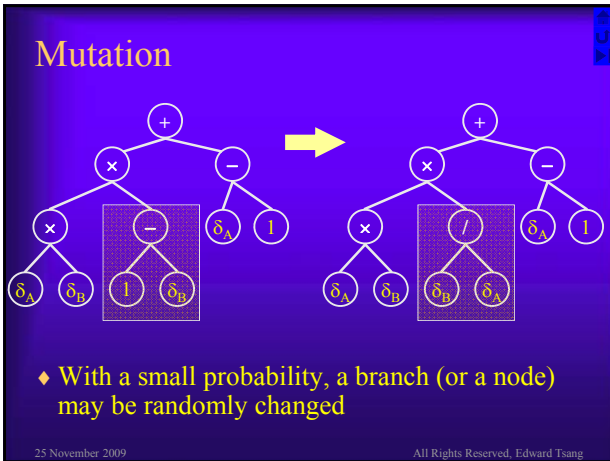 Mutation
+ +
× − × −
× − δA 1 × / δA 1
δA δB 1 δB δA δB δB δA
♦ With a small probability, a branch (or a node)
may be randomly changed
25 November 2009 All Rights Reserved, Edward Tsang